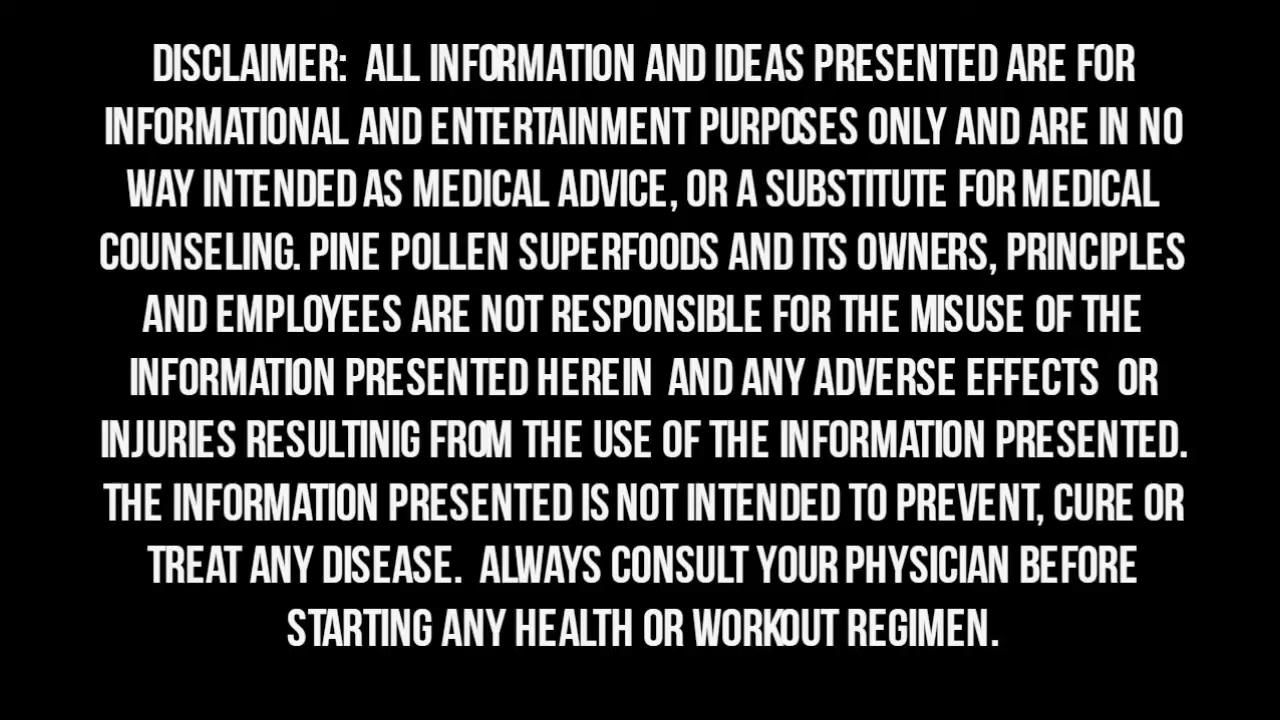 DISCLAIMER: ALL INFORMATION AND IDEAS PRESENTED ARE FOR
INFORMATIONAL AND ENTERTAINMENT PURPOSES ONLY AND ARE IN NO
WAY INTENDED AS MEDICAL ADVICE, OR A SUBSTITUTE FOR MEDICAL
COUNSELING. PINE POLLEN SUPERFOODS AND ITS OWNERS, PRINCIPLES
AND EMPLOYEES ARE NOT RESPONSIBLE FOR THE MISUSE OF THE
INFORMATION PRESENTED HEREIN AND ANY ADVERSE EFFECTS OR
INJURIES RESULTINIG FROM THE USE OF THE INFORMATION PRESENTED.
THE INFORMATION PRESENTED IS NOT INTENDED TO PREVENT, CURE OR
TREAT ANY DISEASE. ALWAYS CONSULT YOUR PHYSICIAN BEFORE
STARTING ANY HEALTH OR WORKOUT REGIMEN.